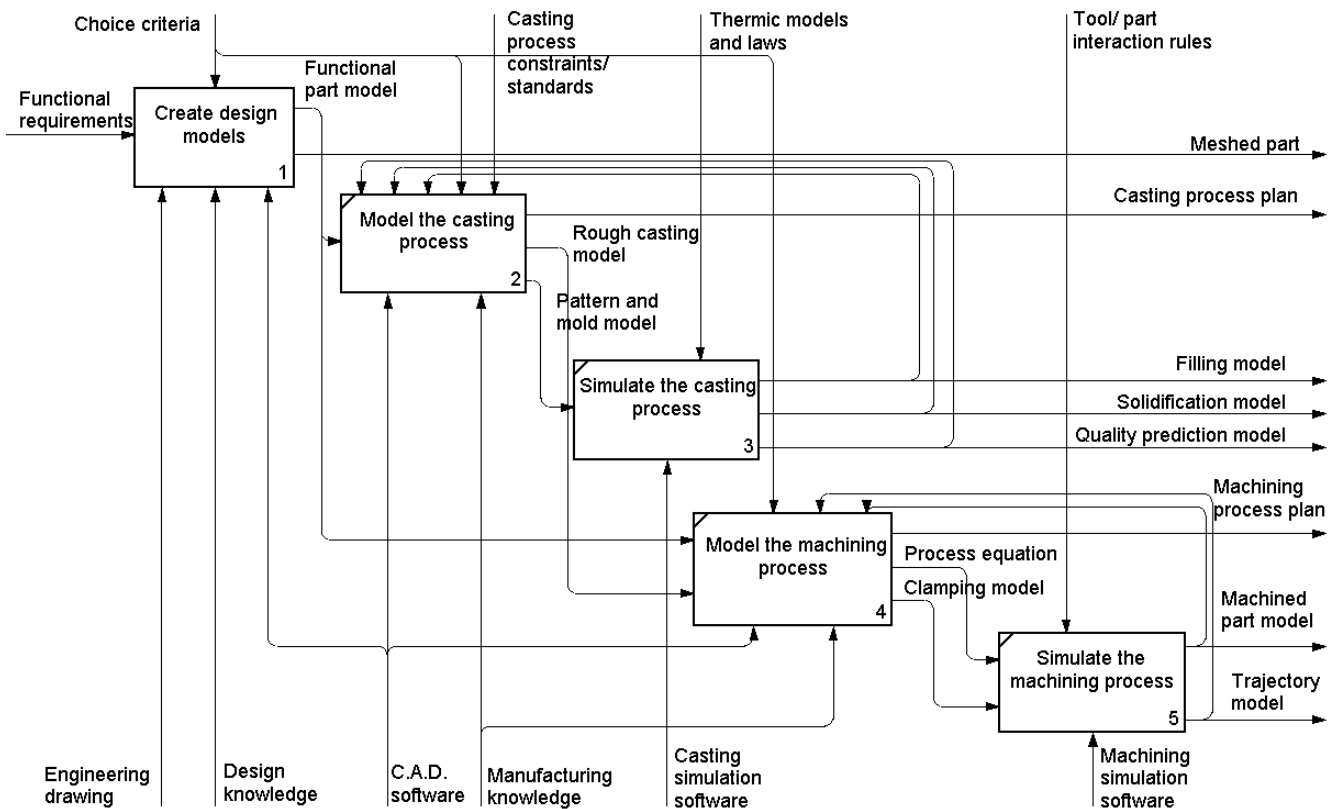 Choice criteria
Casting
process
constraints/
standards
Thermic models
and laws
Tool/ part
interaction rules
Functional
part model
Functional
requirements
Create design
models
1
Meshed part
Casting process plan
Model the casting
process
2
Rough casting
model
Pattern and
mold model
Simulate the casting
process
3
Filling model
Solidification model
Quality prediction model
Machining
process plan
Model the machining
process
4
Process equation
Clamping model
Machined
part model
Simulate the
machining process
5
Trajectory
model
Engineering
drawing
Design
knowledge
C.A.D.
software
Manufacturing
knowledge
Casting
simulation
software
Machining
simulation
software